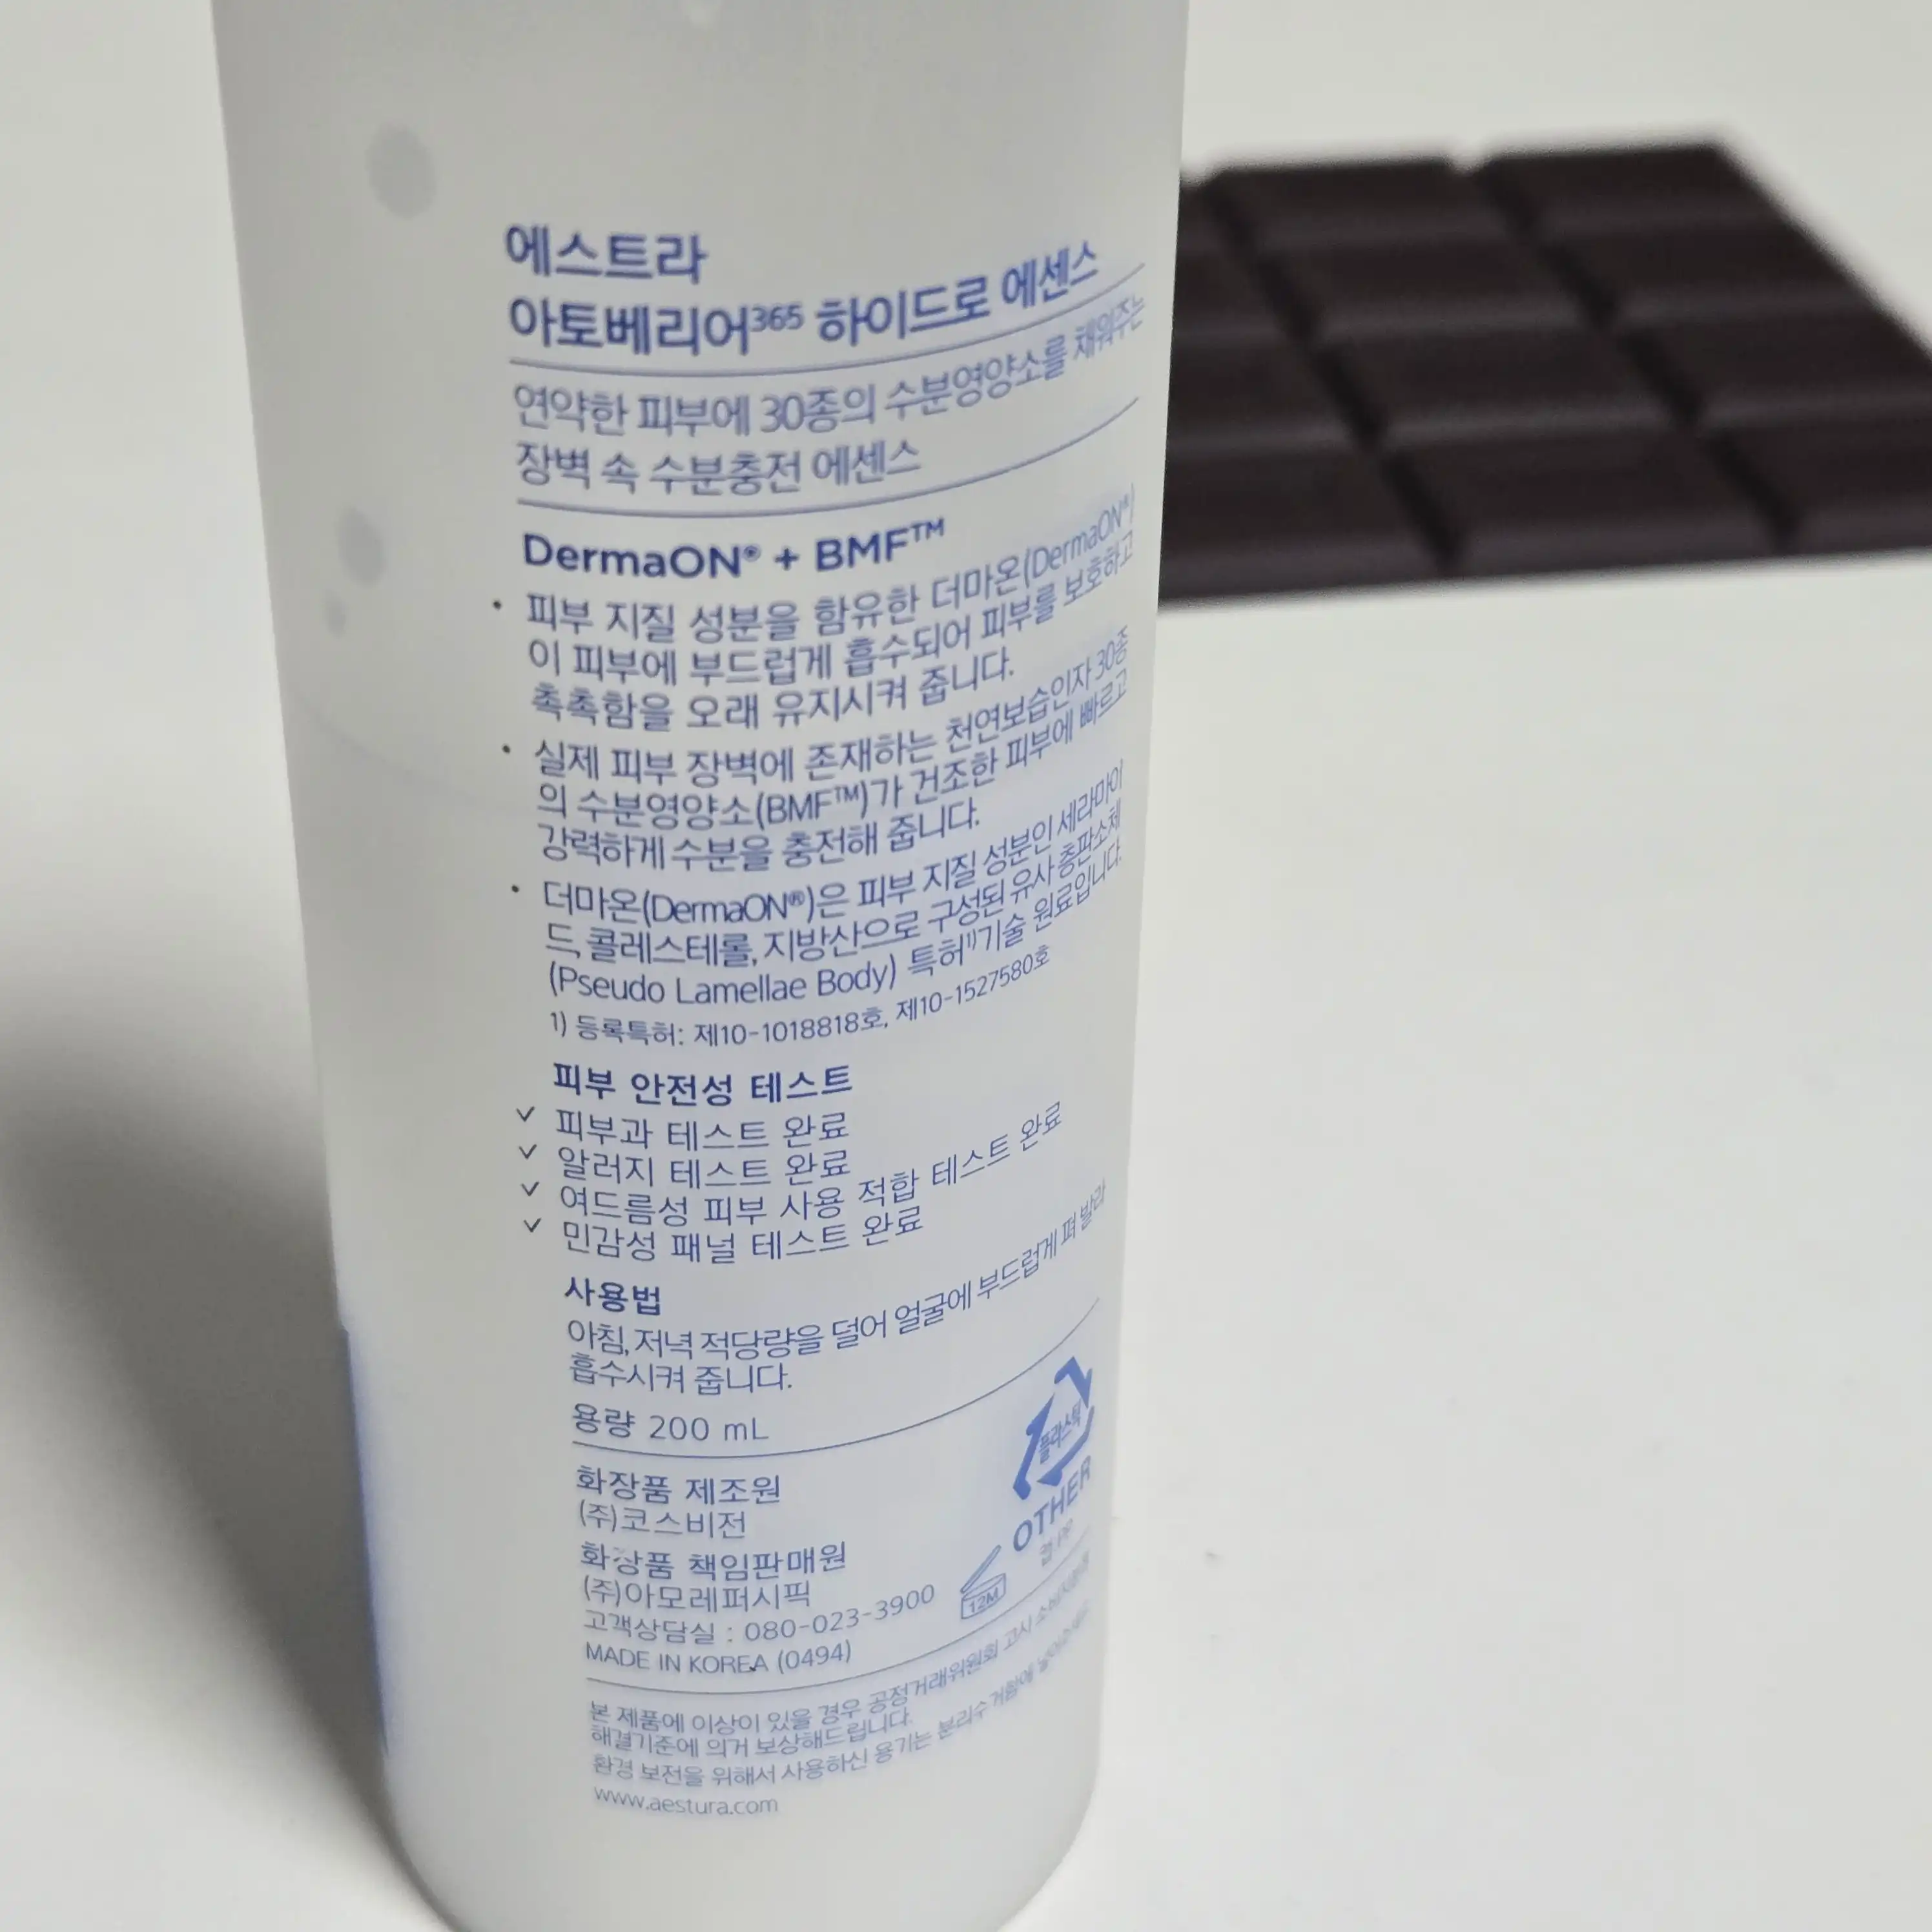 에스트라
아토베리어³⁶⁵ 하이드로 에센스
연약한 피부에 30종의 수분영양소를 채워주는
장벽 속 수분충전 에센스
DermaON® + BMF™
• 피부 지질 성분을 함유한 더마온(DermaON®)
이 피부에 부드럽게 흡수되어 피부를 보호하고
촉촉함을 오래 유지시켜 줍니다.
• 실제 피부 장벽에 존재하는 천연보습인자 30종
의 수분영양소(BMF™)가 건조한 피부에 빠르고
강력하게 수분을 충전해 줍니다.
• 더마온(DermaON®)은 피부 지질 성분인 세라마이
드, 콜레스테롤, 지방산으로 구성된 유사 층판소체
(Pseudo Lamellae Body) 특허¹⁾기술 원료입니다.
1) 등록특허: 제10-1018818호, 제10-1527580호
피부 안전성 테스트
✓ 피부과 테스트 완료
✓ 알러지 테스트 완료
✓ 여드름성 피부 사용 적합 테스트 완료
✓ 민감성 패널 테스트 완료
사용법
아침, 저녁 적당량을 덜어 얼굴에 부드럽게 펴 발라
흡수시켜 줍니다.
용량 200 mL
화장품 제조원
(주)코스비전
화장품 책임판매원
(주)아모레퍼시픽
고객상담실 : 080-023-3900
MADE IN KOREA (0494)
플라스틱
OTHER
캡 PP
12M
본 제품에 이상이 있을 경우 공정거래위원회 고시
해결기준에 의거 보상해드립니다.
환경 보전을 위해서 사용하신 용기는 분리수거함에
www.aestura.com